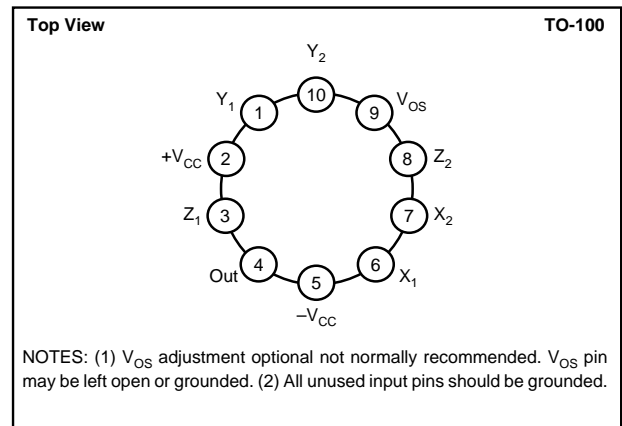 Top View TO-100
Y2
Y1 1 10 9 VOS
+VCC 2 8 Z2
Z1 3 7 X2
Out 4 5 6 X1
–VCC
NOTES: (1) VOS adjustment optional not normally recommended. VOS pin
may be left open or grounded. (2) All unused input pins should be grounded.